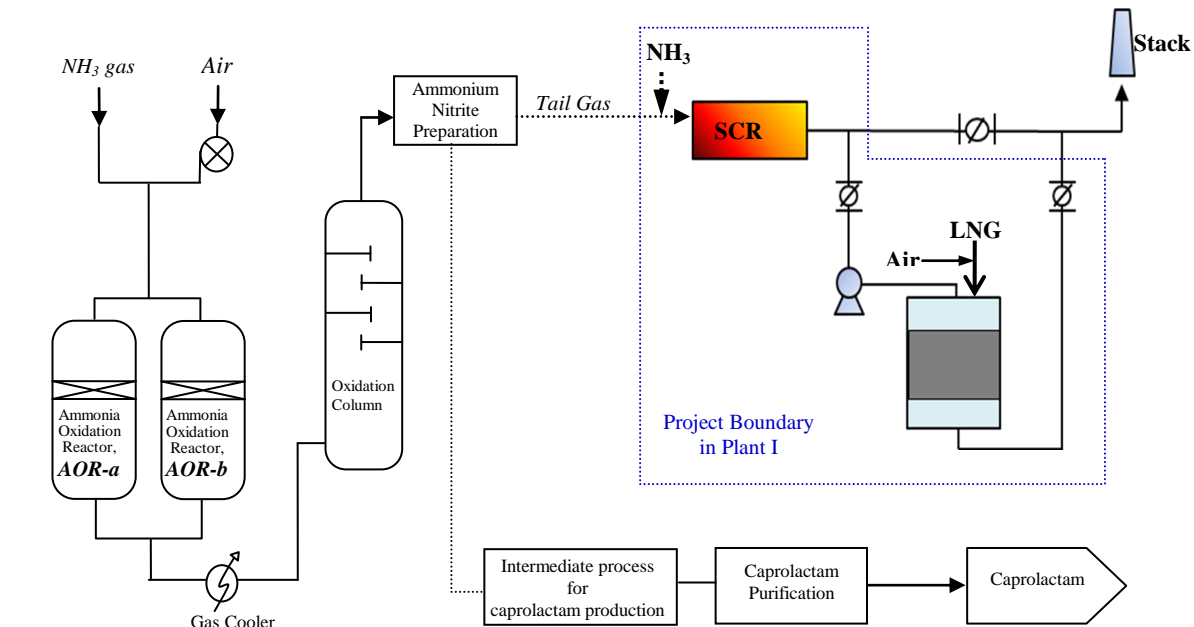 NH3 gas
Air
Ammonium
Nitrite
Preparation
Tail Gas
NH3
SCR
Stack
LNG
Air
Oxidation
Column
Ammonia
Oxidation
Reactor,
AOR-a
Ammonia
Oxidation
Reactor,
AOR-b
Project Boundary
in Plant I
Gas Cooler
Intermediate process
for
caprolactam production
Caprolactam
Purification
Caprolactam